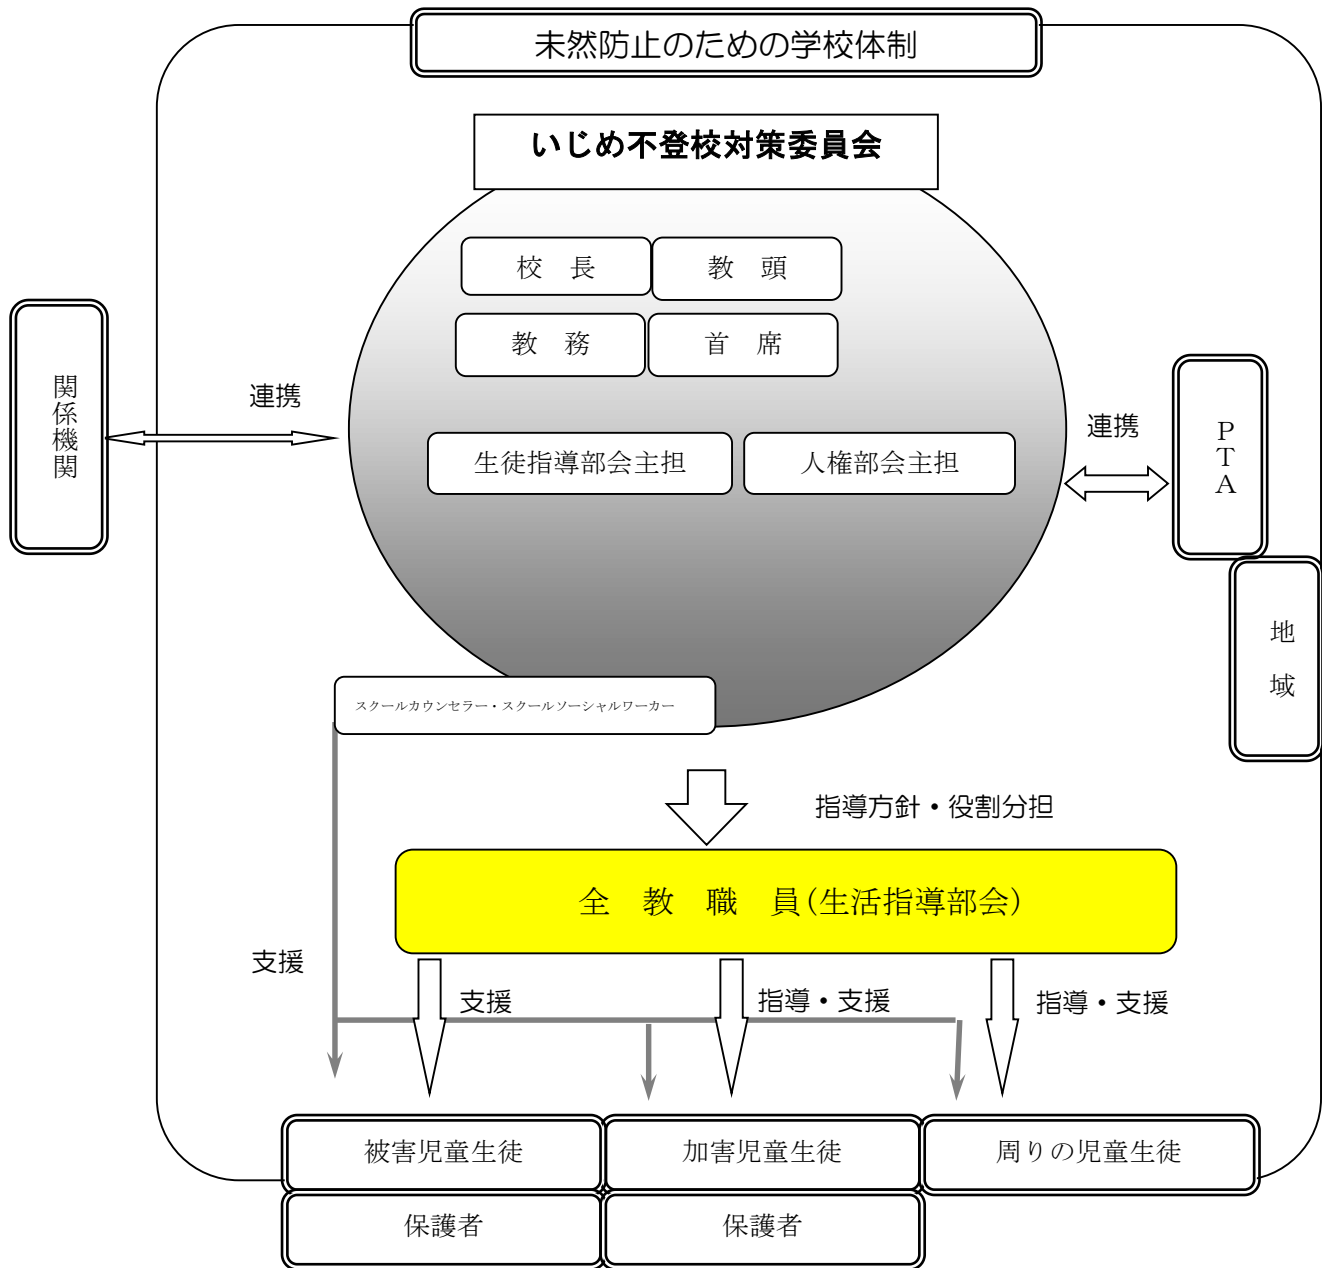 未然防止のための学校体制
いじめ不登校対策委員会
校　長
教　頭
教　務
首　席
関係機関
連携
生徒指導部会主担
人権部会主担
連携
PTA
地域
スクールカウンセラー・スクールソーシャルワーカー
指導方針・役割分担
全　教　職　員(生活指導部会)
支援
支援
指導・支援
指導・支援
被害児童生徒
加害児童生徒
周りの児童生徒
保護者
保護者